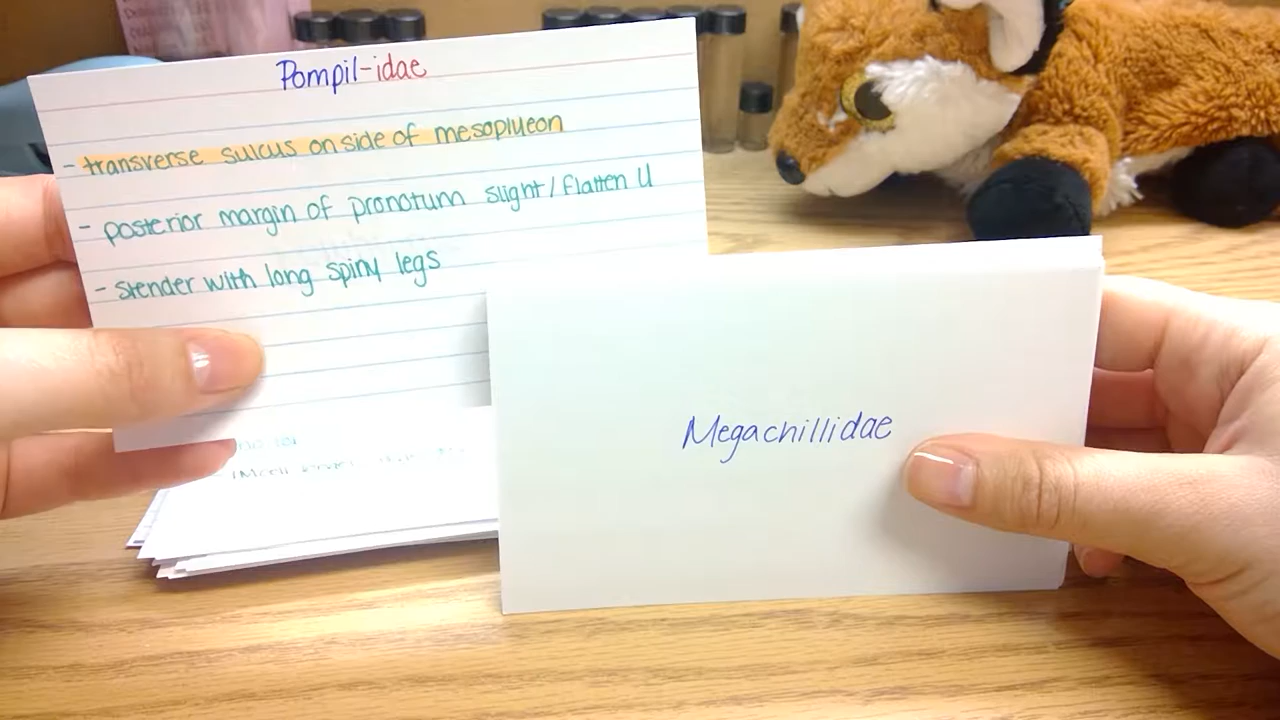 Pompil-idae
- transverse sulcus on side of mesoplueon
- posterior margin of pronotum slight/flatten U
- slender with long spiny legs
Megachillidae